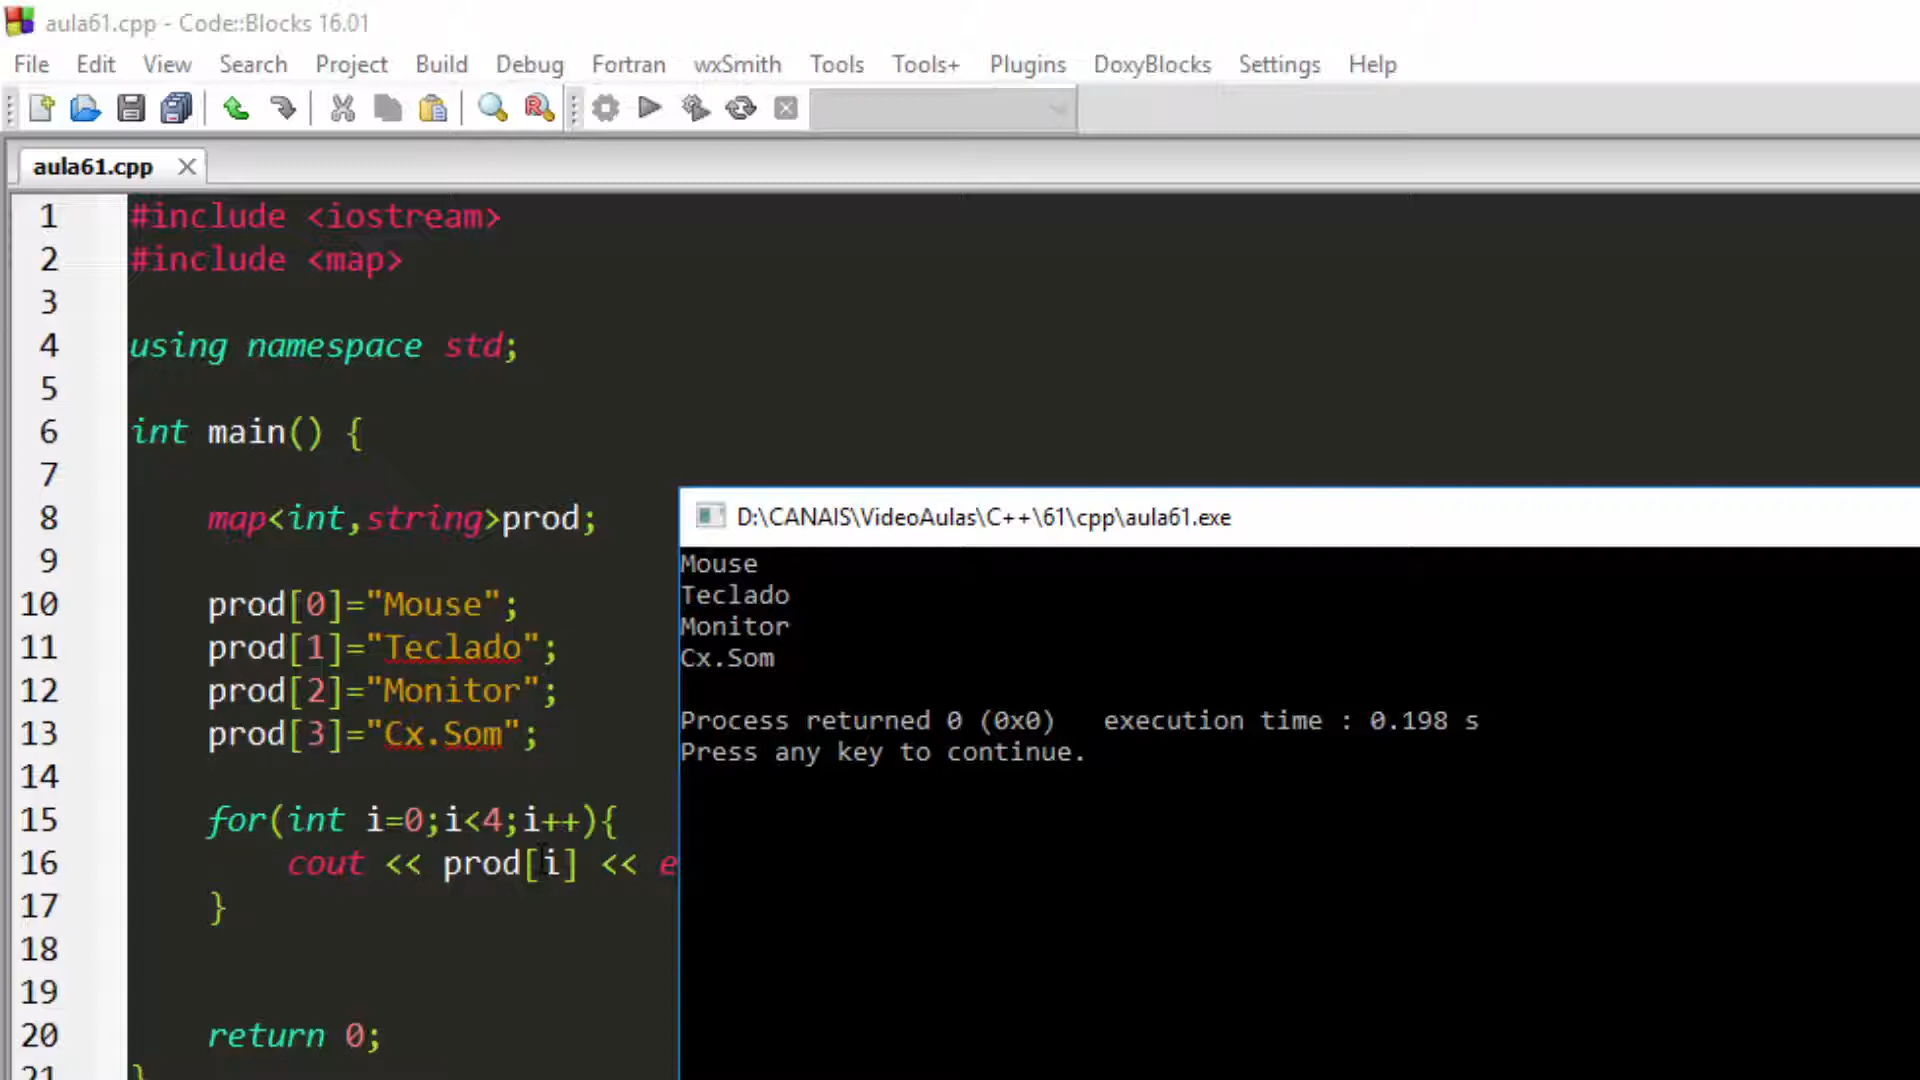 aula61.cpp - Code::Blocks 16.01
File Edit View Search Project Build Debug Fortran wxSmith Tools Tools+ Plugins DoxyBlocks Settings Help
aula61.cpp
1 #include <iostream>
2 #include <map>
3
4 using namespace std;
5
6 int main() {
7
8 map<int,string>prod;
9
10 prod[0]="Mouse";
11 prod[1]="Teclado";
12 prod[2]="Monitor";
13 prod[3]="Cx.Som";
14
15 for(int i=0;i<4;i++){
16 cout << prod[i] << e
17 }
18
19
20 return 0;
21 }
D:\CANAIS\VideoAulas\C++\61\cpp\aula61.exe
Mouse
Teclado
Monitor
Cx.Som
Process returned 0 (0x0) execution time : 0.198 s
Press any key to continue.